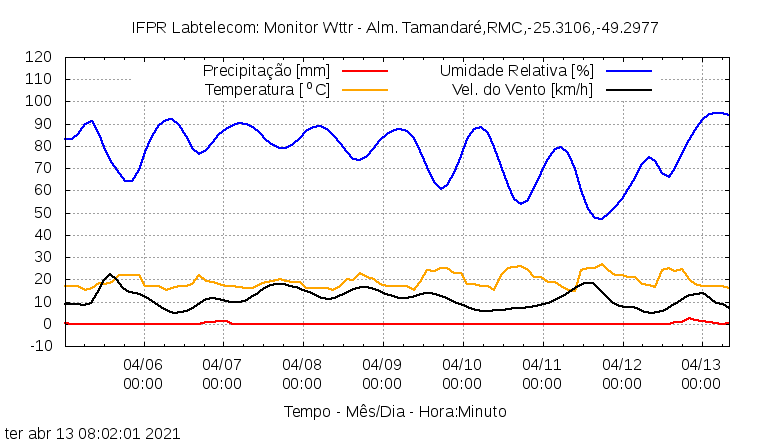 IFPR Labtelecom: Monitor Wttr - Alm. Tamandaré,RMC,-25.3106,-49.2977
Precipitação [mm]
Temperatura [⁰C]
Umidade Relativa [%]
Vel. do Vento [km/h]
120
110
100
90
80
70
60
50
40
30
20
10
0
-10
04/06 04/07 04/08 04/09 04/10 04/11 04/12 04/13
00:00 00:00 00:00 00:00 00:00 00:00 00:00 00:00
Tempo - Mês/Dia - Hora:Minuto
ter abr 13 08:02:01 2021